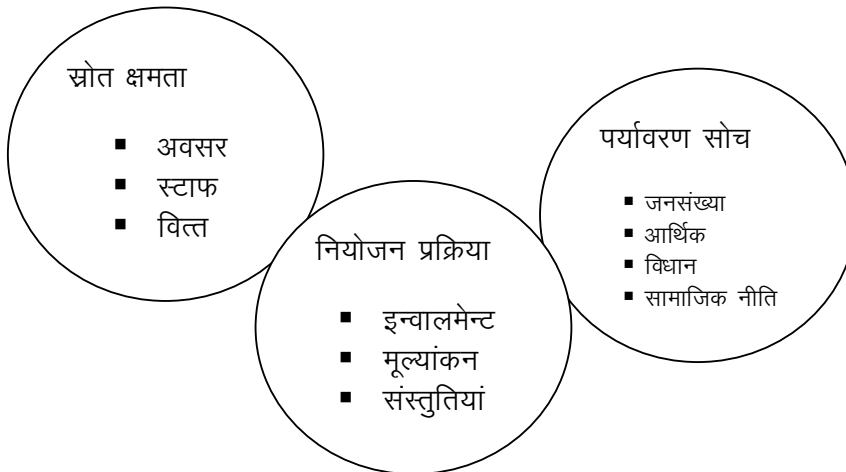 स्रोत क्षमता
▪ अवसर
▪ स्टाफ
▪ वित्त
नियोजन प्रक्रिया
▪ इन्वालमेन्ट
▪ मूल्यांकन
▪ संस्तुतियां
पर्यावरण सोच
▪ जनसंख्या
▪ आर्थिक
▪ विधान
▪ सामाजिक नीति